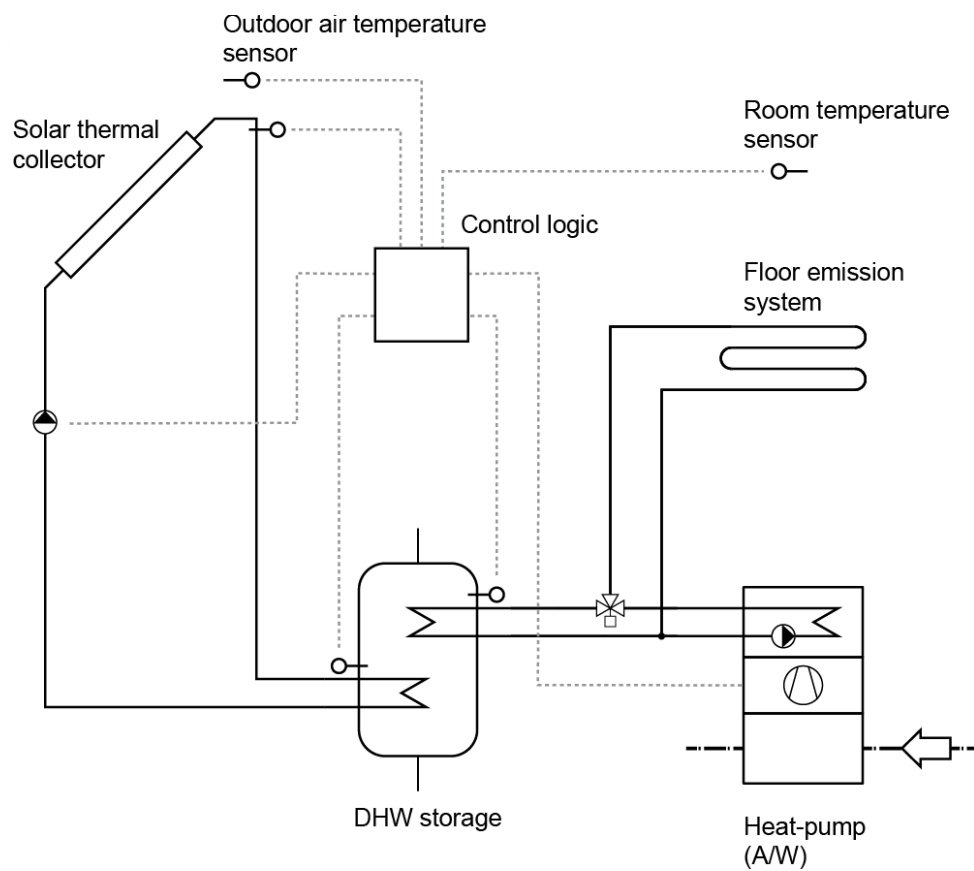 Outdoor air temperature
sensor
Solar thermal
collector
Room temperature
sensor
Control logic
Floor emission
system
DHW storage
Heat-pump
(A/W)